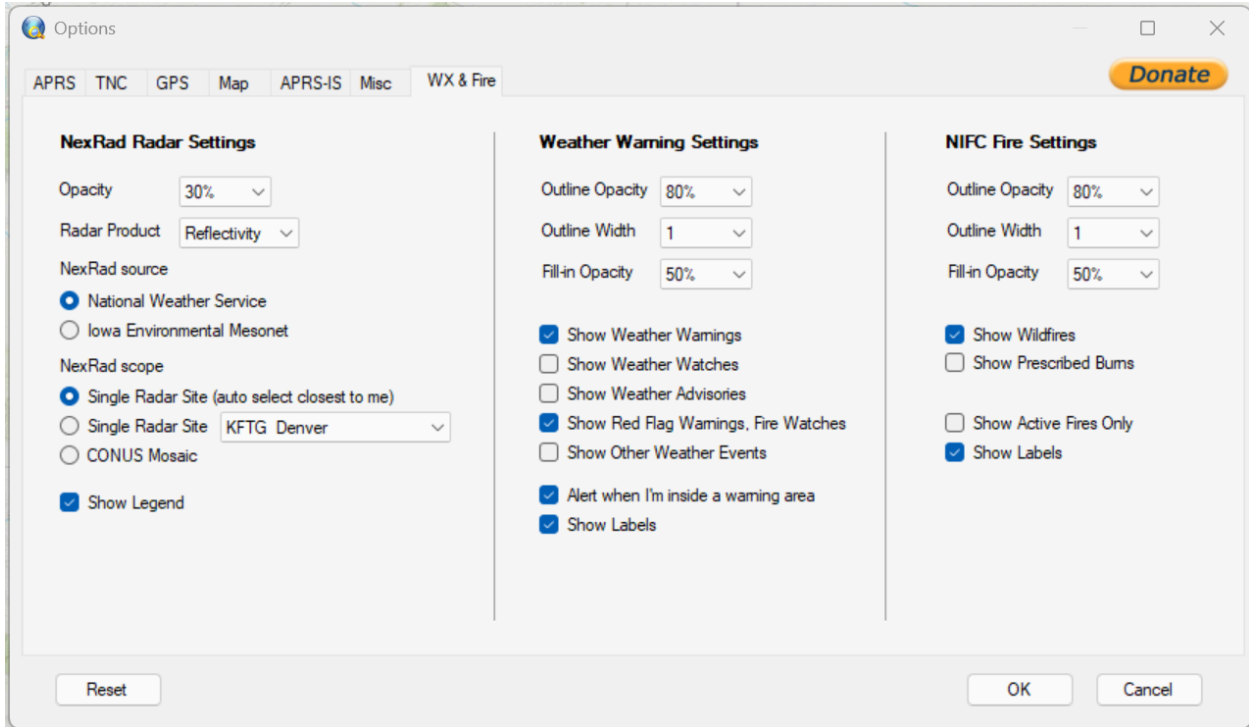 Options
APRS TNC GPS Map APRS-IS Misc WX & Fire
Donate
NexRad Radar Settings
Opacity 30%
Radar Product Reflectivity
NexRad source
National Weather Service
Iowa Environmental Mesonet
NexRad scope
Single Radar Site (auto select closest to me)
Single Radar Site KFTG Denver
CONUS Mosaic
Show Legend
Weather Warning Settings
Outline Opacity 80%
Outline Width 1
Fill-in Opacity 50%
Show Weather Warnings
Show Weather Watches
Show Weather Advisories
Show Red Flag Warnings, Fire Watches
Show Other Weather Events
Alert when I'm inside a warning area
Show Labels
NIFC Fire Settings
Outline Opacity 80%
Outline Width 1
Fill-in Opacity 50%
Show Wildfires
Show Prescribed Burns
Show Active Fires Only
Show Labels
Reset
OK
Cancel